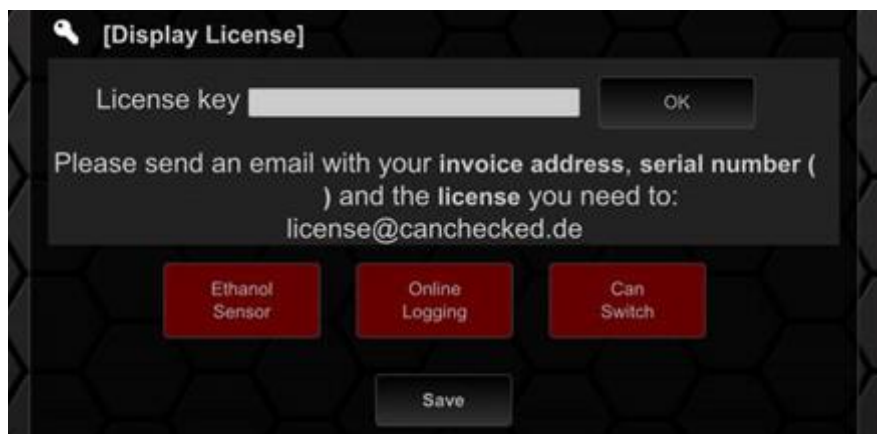 [Display License]
License key OK
Please send an email with your invoice address, serial number (
) and the license you need to:
license@canchecked.de
Ethanol Online Can
Sensor Logging Switch
Save